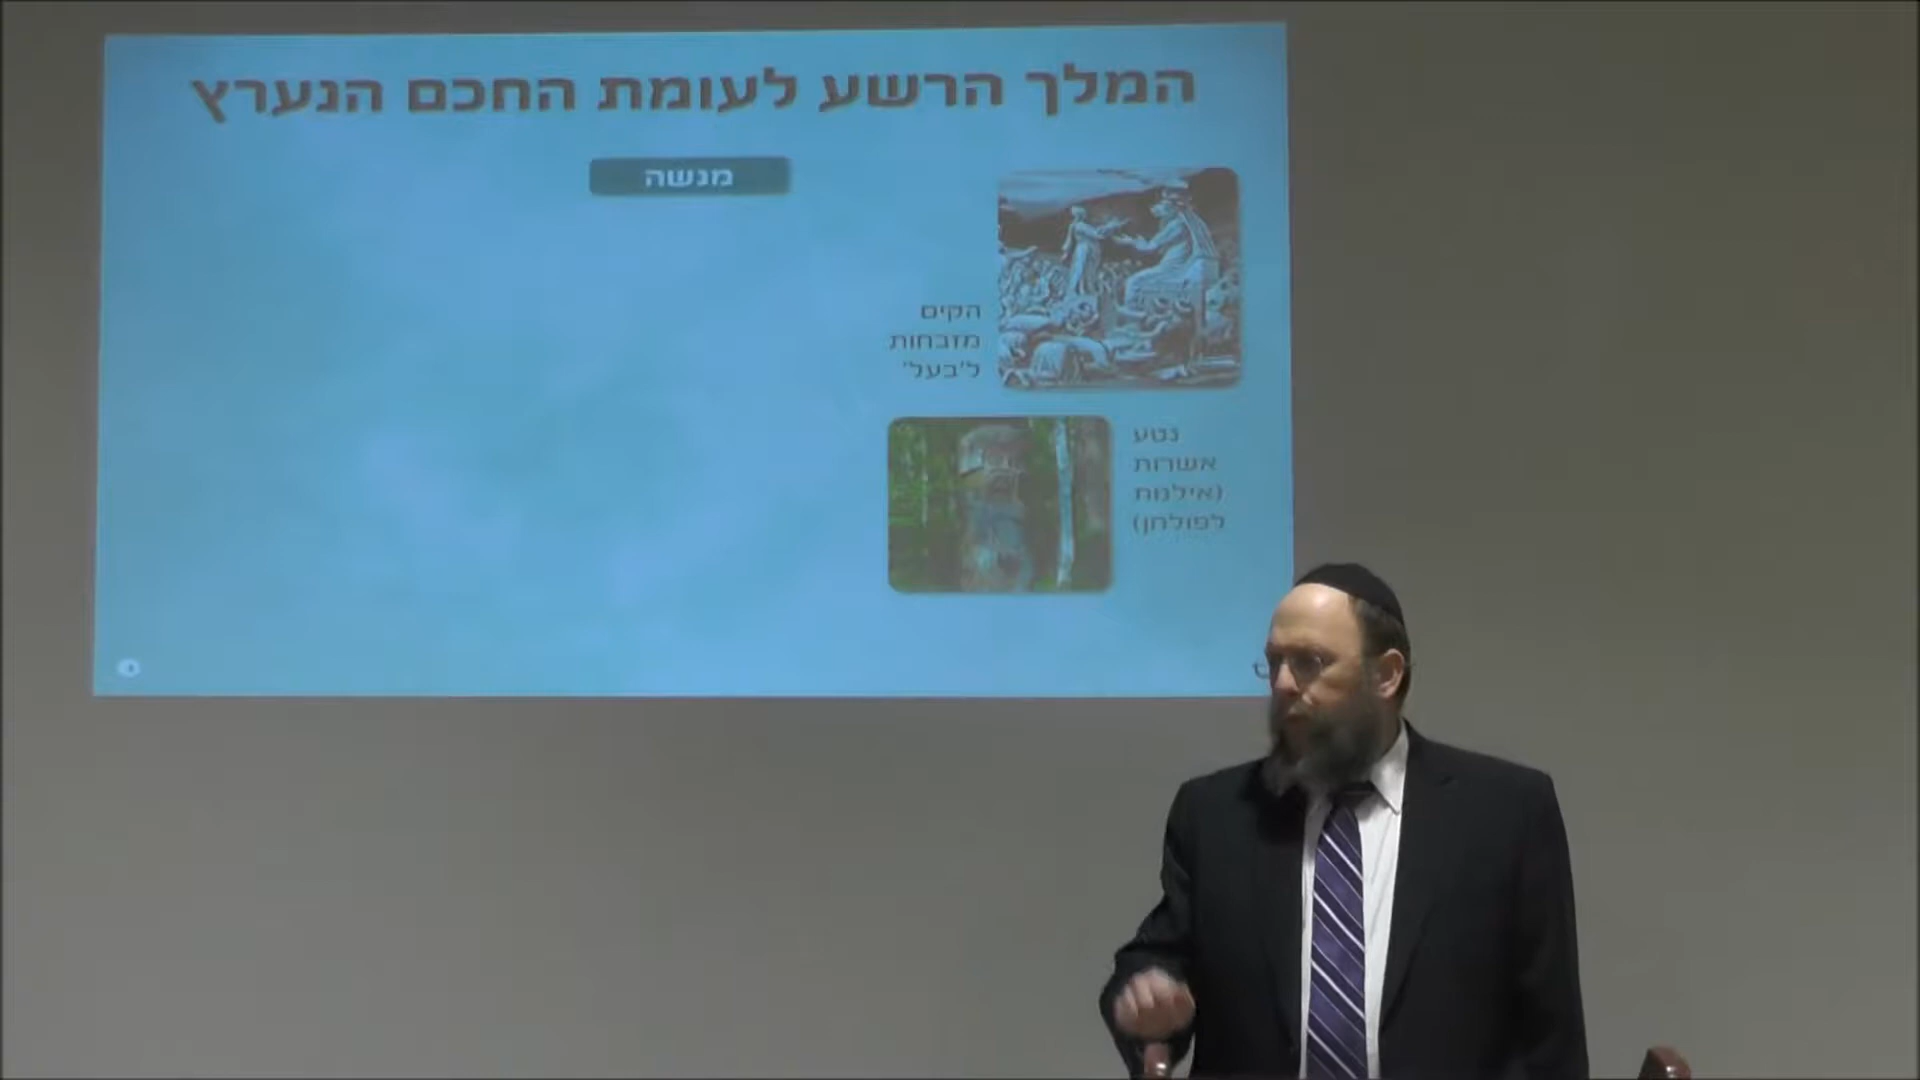 המלך הרשע לעומת החכם הנערץ
מנשה
הקים
מזבחות
ל'בעל'
נטע
אשרות
(אילנות
לפולחן)